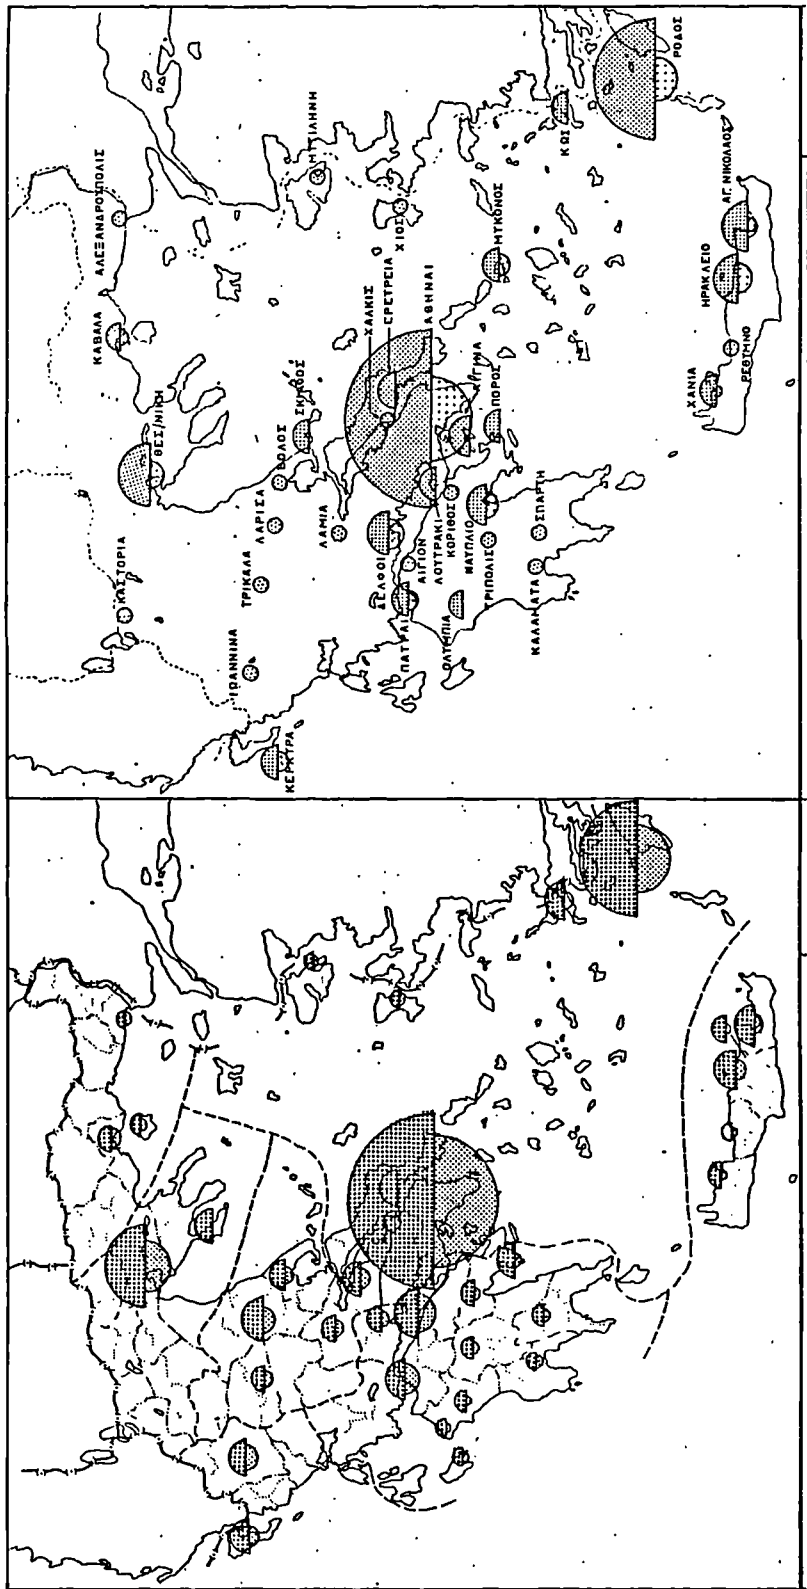 ΑΛΕΞΑΝΔΡΟΥΠΟΛΙΣ
ΚΑΒΑΛΑ
ΘΕΣ/ΝΙΚΗ
ΚΑΣΤΟΡΙΑ
ΜΥΤΙΛΗΝΗ
ΣΚΙΑΘΟΣ
ΒΟΛΟΣ
ΛΑΡΙΣΑ
ΤΡΙΚΑΛΑ
ΙΩΑΝΝΙΝΑ
ΚΕΡΚΥΡΑ
ΛΑΜΙΑ
ΧΙΟΣ
ΧΑΛΚΙΣ
ΕΡΕΤΡΕΙΑ
ΑΘΗΝΑΙ
ΔΕΛΦΟΙ
ΑΙΓΙΟΝ
ΛΟΥΤΡΑΚΙ
ΚΟΡΙΘΟΣ
ΠΑΤΡΑΙ
ΑΙΓΙΝΑ
ΜΥΚΟΝΟΣ
ΠΟΡΟΣ
ΝΑΥΠΛΙΟ
ΟΛΥΜΠΙΑ
ΤΡΙΠΟΛΙΣ
ΣΠΑΡΤΗ
ΚΑΛΑΜΑΤΑ
ΚΩΣ
ΡΟΔΟΣ
ΑΓ. ΝΙΚΟΛΑΟΣ
ΗΡΑΚΛΕΙΟ
ΡΕΘΥΜΝΟ
ΧΑΝΙΑ